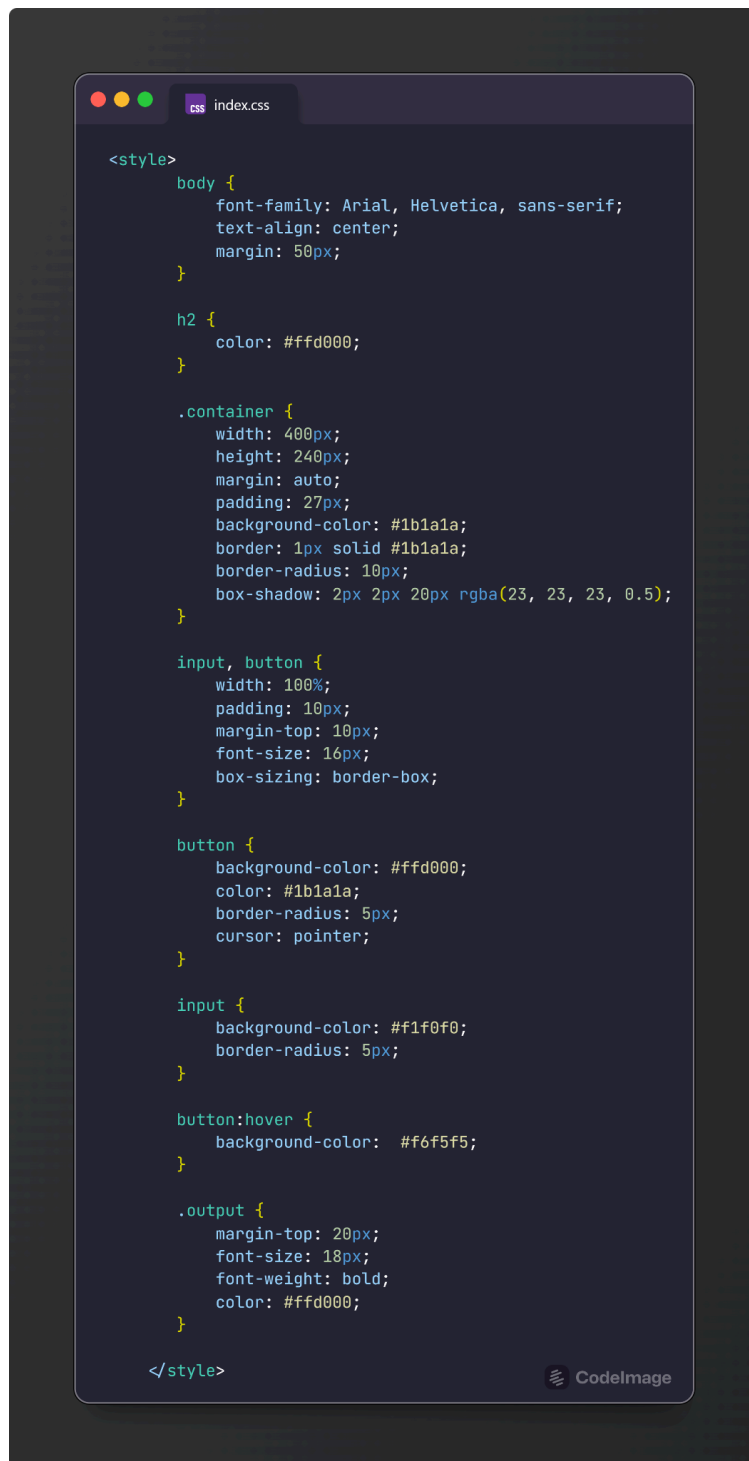 CSS index.css
<style>
body {
font-family: Arial, Helvetica, sans-serif;
text-align: center;
margin: 50px;
}
h2 {
color: #ffd000;
}
.container {
width: 400px;
height: 240px;
margin: auto;
padding: 27px;
background-color: #1b1a1a;
border: 1px solid #1b1a1a;
border-radius: 10px;
box-shadow: 2px 2px 20px rgba(23, 23, 23, 0.5);
}
input, button {
width: 100%;
padding: 10px;
margin-top: 10px;
font-size: 16px;
box-sizing: border-box;
}
button {
background-color: #ffd000;
color: #1b1a1a;
border-radius: 5px;
cursor: pointer;
}
input {
background-color: #f1f0f0;
border-radius: 5px;
}
button:hover {
background-color:  #f6f5f5;
}
.output {
margin-top: 20px;
font-size: 18px;
font-weight: bold;
color: #ffd000;
}
</style>
CodeImage